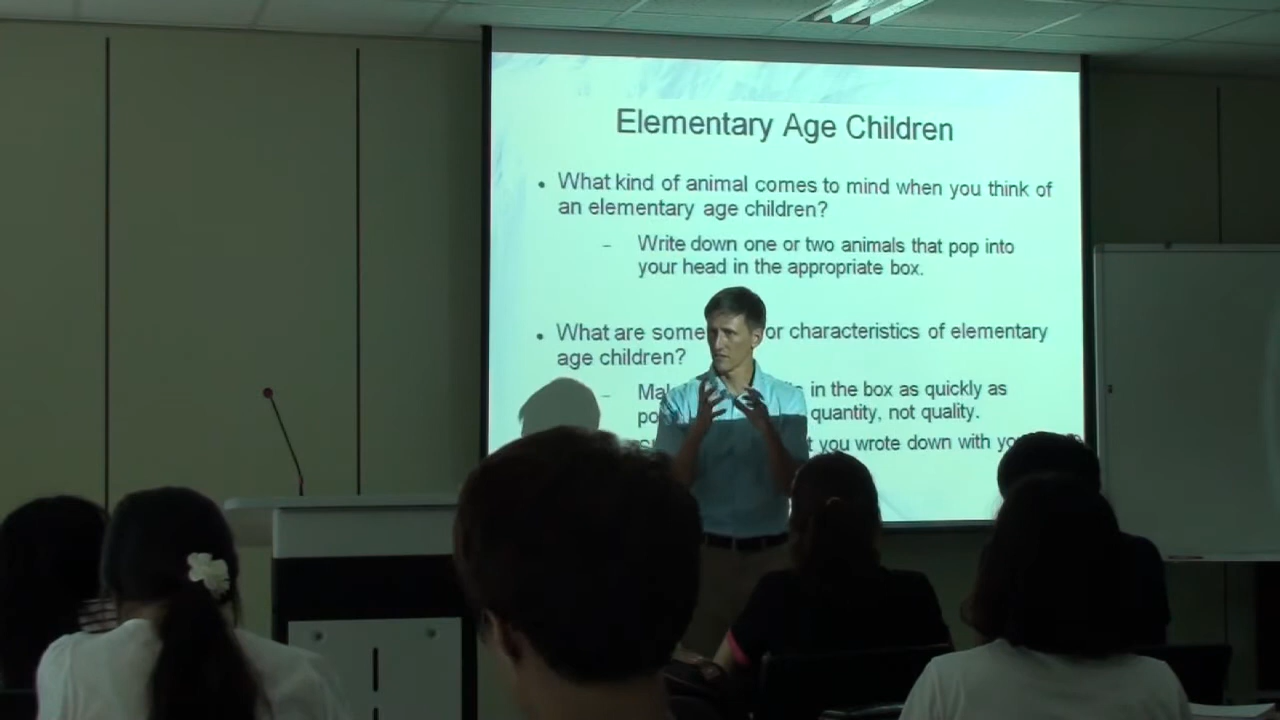 Elementary Age Children
• What kind of animal comes to mind when you think of
an elementary age children?
– Write down one or two animals that pop into
your head in the appropriate box.
• What are some or characteristics of elementary
age children?
– in the box as quickly as
quantity, not quality.
you wrote down with